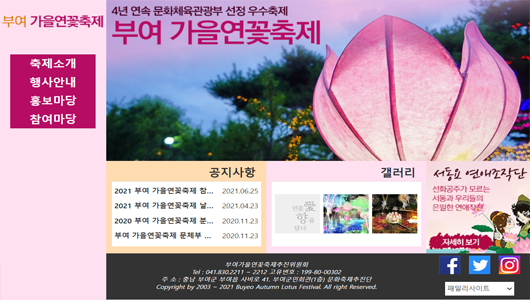 부여 가을연꽃축제
축제소개
행사안내
홍보마당
참여마당
4년 연속 문화체육관광부 선정 우수축제
부여 가을연꽃축제
공지사항
2021 부여 가을연꽃축제 참... 2021.06.25
2021 부여 가을연꽃축제 날... 2021.04.23
2020 부여 가을연꽃축제 분... 2020.11.23
부여 가을연꽃축제 문체부 ... 2020.11.23
갤러리
연꽃 愛
향을
담다
서동요 연애조작단
선화공주가 모르는
서동과 우리들의
은밀한 연애작전!
자세히 보기
부여가을연꽃축제추진위원회
Tel : 041.830.2211 ~ 2212 고유번호 : 199-80-00302
주 소 : 충남 부여군 부여읍 사비로 41. 부여군민회관(1층) 문화축제추진단
Copyright by 2003 ~ 2021 Buyeo Autumn Lotus Festival. All right Reserved.
패밀리사이트